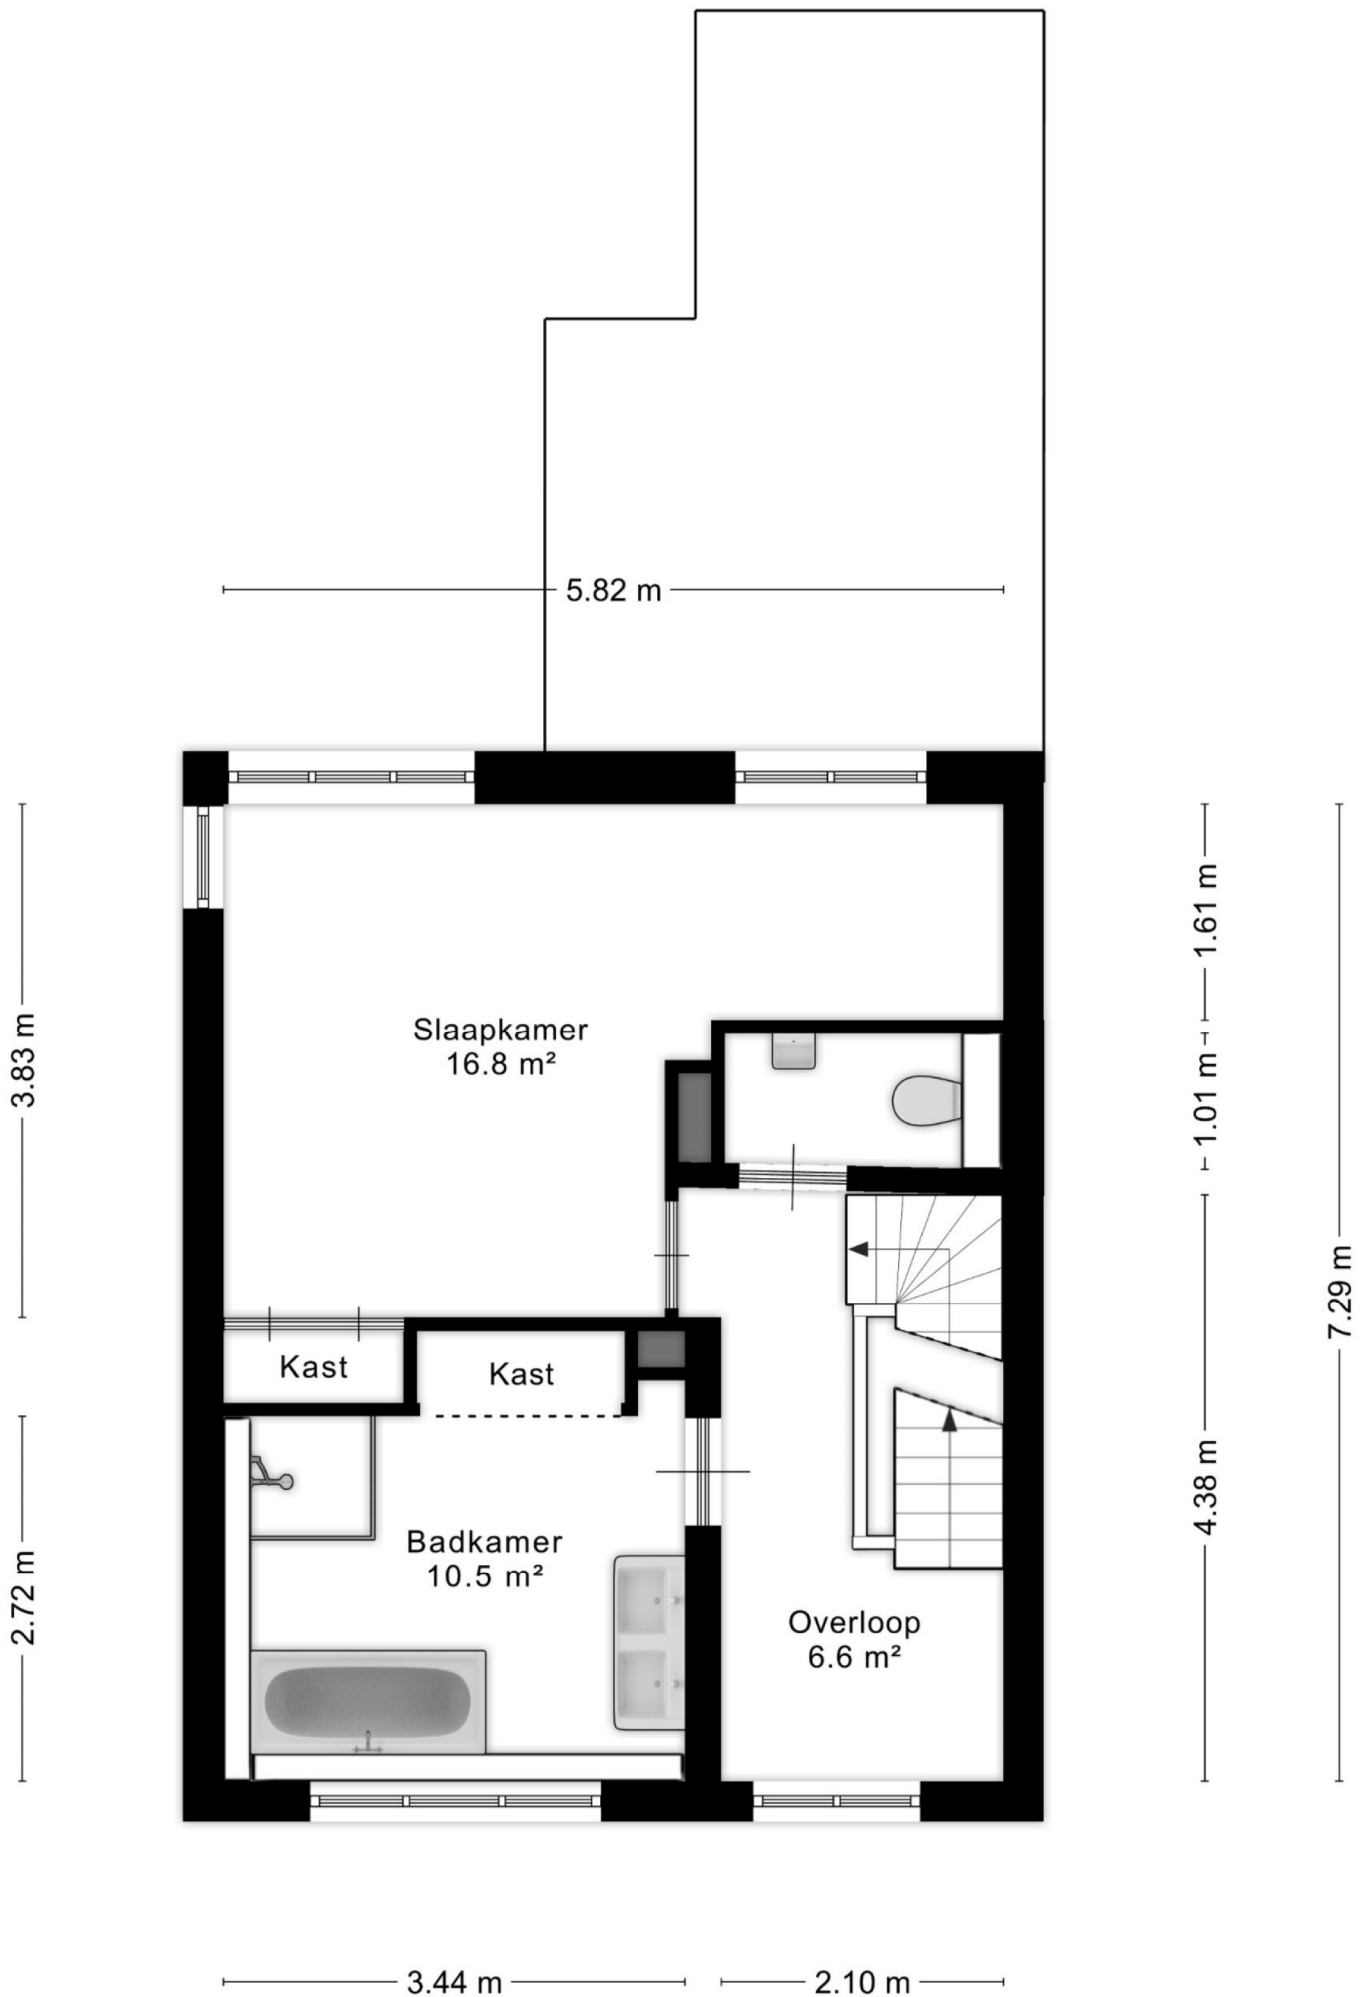 5.82 m
1.61 m
3.83 m
Slaapkamer
16.8 m²
1.01 m
7.29 m
Kast
Kast
4.38 m
Badkamer
10.5 m²
2.72 m
Overloop
6.6 m²
3.44 m
2.10 m